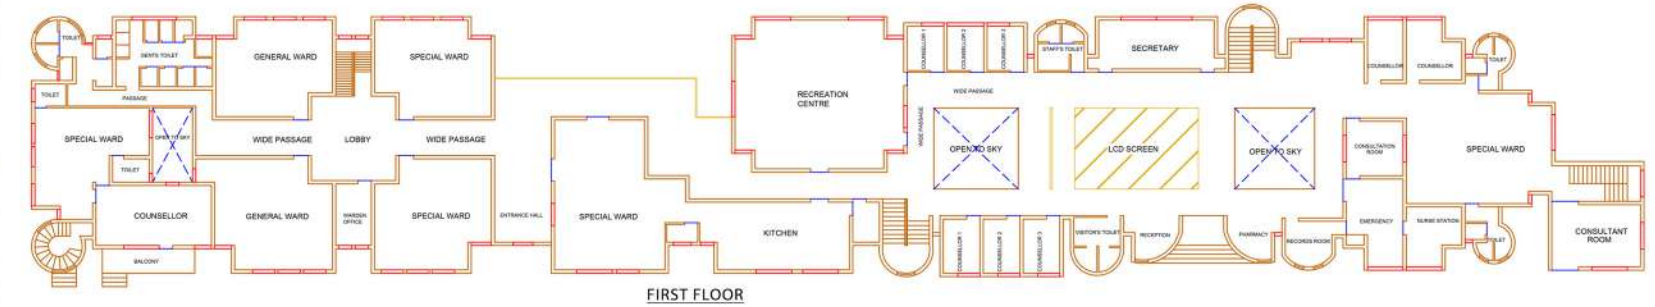 TOILET
GENTS TOILET
GENERAL WARD
SPECIAL WARD
TOILET
PASSAGE
SPECIAL WARD
OPEN TO SKY
WIDE PASSAGE
LOBBY
WIDE PASSAGE
TOILET
COUNSELLOR
GENERAL WARD
WARDEN
OFFICE
SPECIAL WARD
ENTRANCE HALL
BALCONY
SPECIAL WARD
KITCHEN
RECREATION
CENTRE
COUNSELLOR 1
COUNSELLOR 2
COUNSELLOR 3
STAFF'S TOILET
SECRETARY
WIDE PASSAGE
WIDE PASSAGE
OPEN TO SKY
LCD SCREEN
OPEN TO SKY
COUNSELLOR
COUNSELLOR
TOILET
CONSULTATION
ROOM
SPECIAL WARD
COUNSELLOR 1
COUNSELLOR 2
COUNSELLOR 3
VISITOR'S TOILET
RECEPTION
PHARMACY
RECORDS ROOM
EMERGENCY
NURSE STATION
TOILET
CONSULTANT
ROOM
FIRST FLOOR